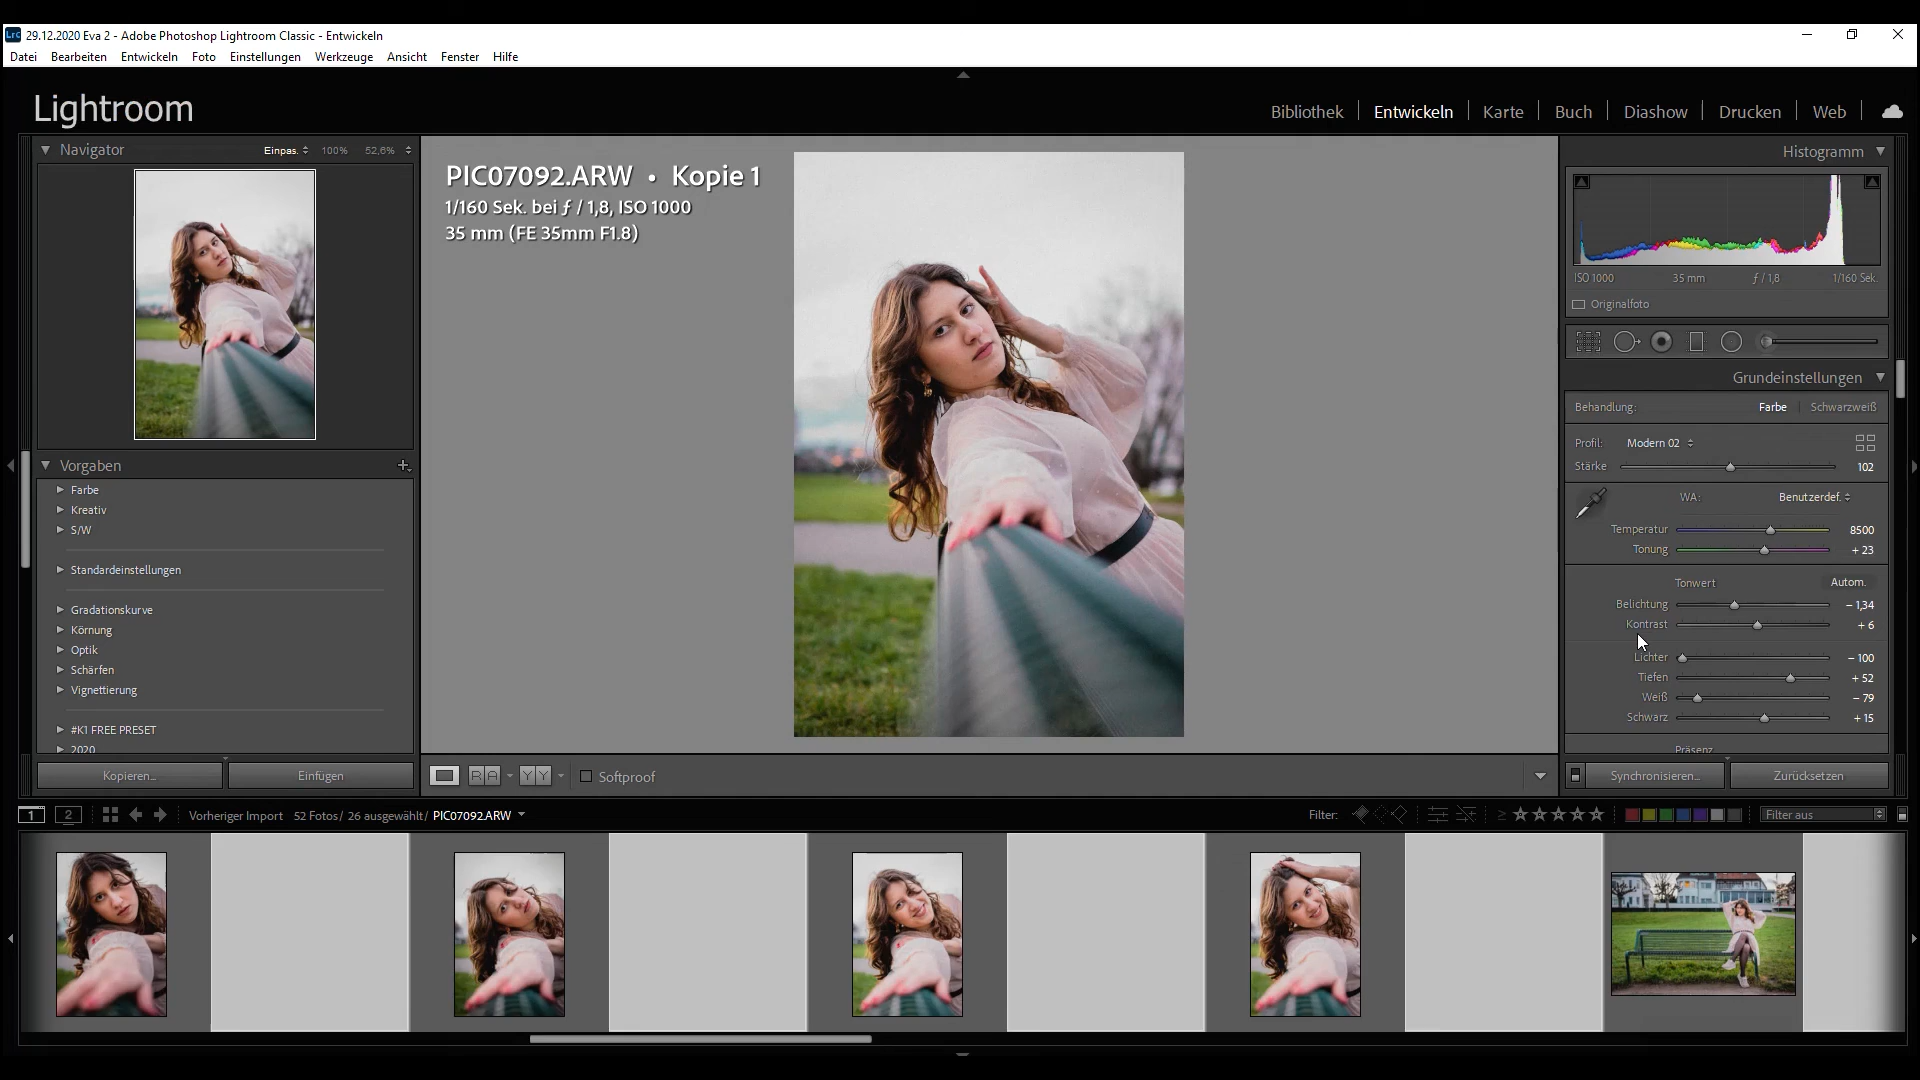 Lrc 29.12.2020 Eva 2 - Adobe Photoshop Lightroom Classic - Entwickeln
Datei Bearbeiten Entwickeln Foto Einstellungen Werkzeuge Ansicht Fenster Hilfe
Lightroom
Bibliothek Entwickeln Karte Buch Diashow Drucken Web
Navigator Einpas. 100% 52,6%
PIC07092.ARW • Kopie 1
1/160 Sek. bei ƒ / 1,8, ISO 1000
35 mm (FE 35mm F1.8)
Vorgaben
Farbe
Kreativ
S/W
Standardeinstellungen
Gradationskurve
Körnung
Optik
Schärfen
Vignettierung
#K1 FREE PRESET
2020
Kopieren... Einfügen
Histogramm
ISO 1000 35 mm ƒ / 1,8 1/160 Sek.
Originalfoto
Grundeinstellungen
Behandlung: Farbe Schwarzweiß
Profil: Modern 02
Stärke 102
WA: Benutzerdef.
Temperatur 8500
Tonung + 23
Tonwert Autom.
Belichtung − 1,34
Kontrast + 6
Lichter − 100
Tiefen + 52
Weiß − 79
Schwarz + 15
Präsenz
RA YY Softproof
Synchronisieren... Zurücksetzen
1 2 Vorheriger Import 52 Fotos/ 26 ausgewählt/ PIC07092.ARW
Filter: ≥ Filter aus